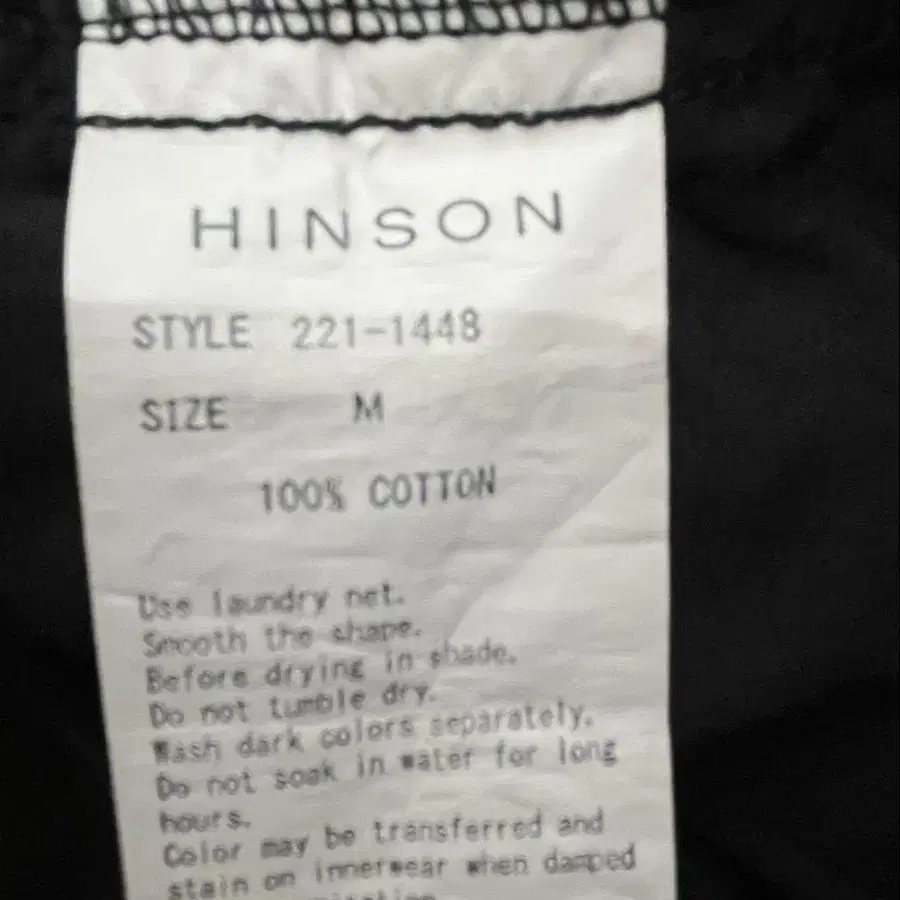 HINSON
STYLE 221-1448
SIZE M
100% COTTON
Use laundry net.
Smooth the shape.
Before drying in shade.
Do not tumble dry.
Wash dark colors separately.
Do not soak in water for long
hours.
Color may be transferred and
stain on innerwear when damped